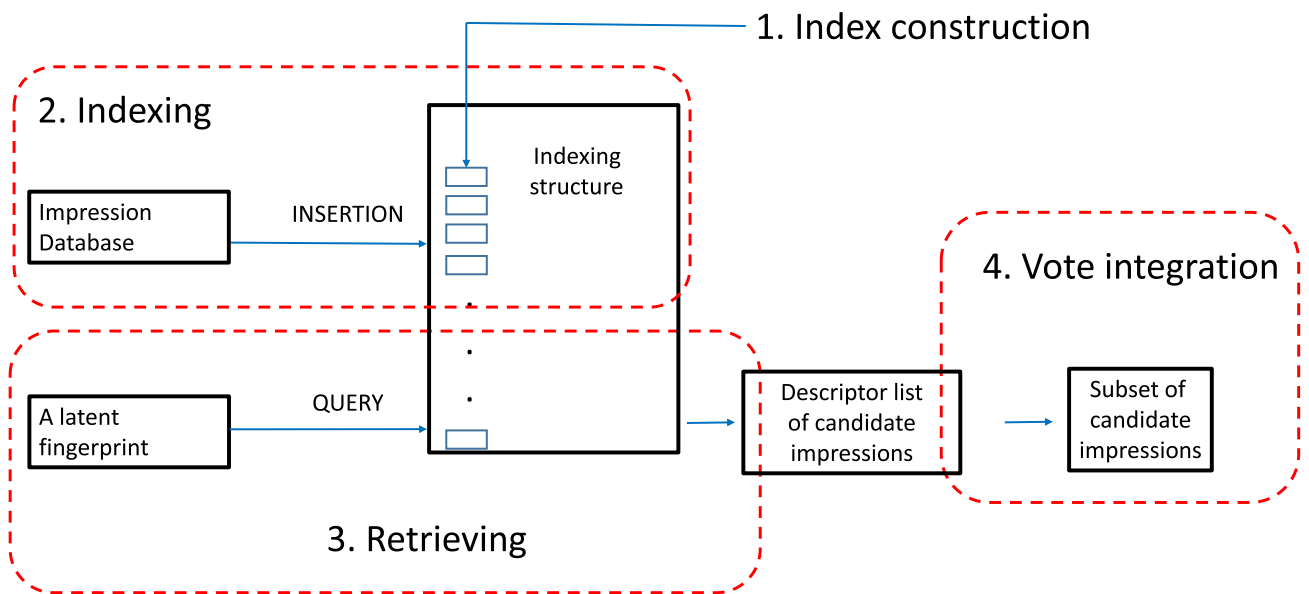 1. Index construction
2. Indexing
Indexing
structure
Impression
Database
INSERTION
A latent
fingerprint
QUERY
3. Retrieving
Descriptor list
of candidate
impressions
4. Vote integration
Subset of
candidate
impressions